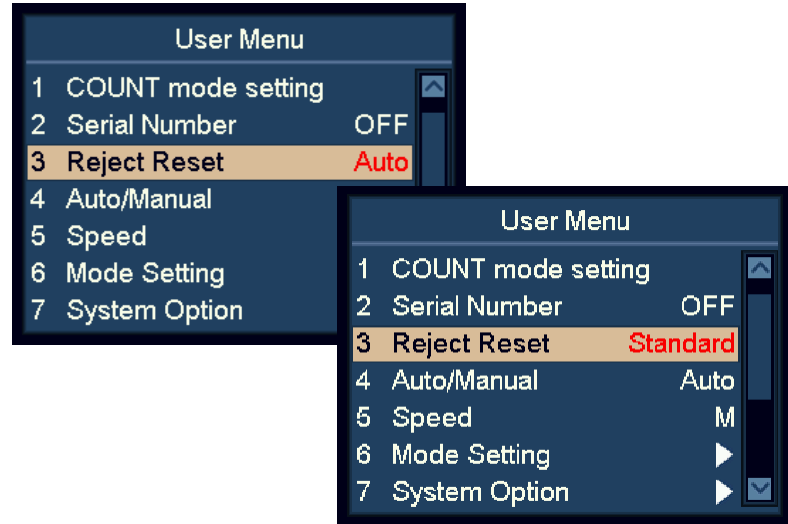 User Menu
1 COUNT mode setting
2 Serial Number OFF
3 Reject Reset Auto
4 Auto/Manual
5 Speed
6 Mode Setting
7 System Option
User Menu
1 COUNT mode setting
2 Serial Number OFF
3 Reject Reset Standard
4 Auto/Manual Auto
5 Speed M
6 Mode Setting
7 System Option